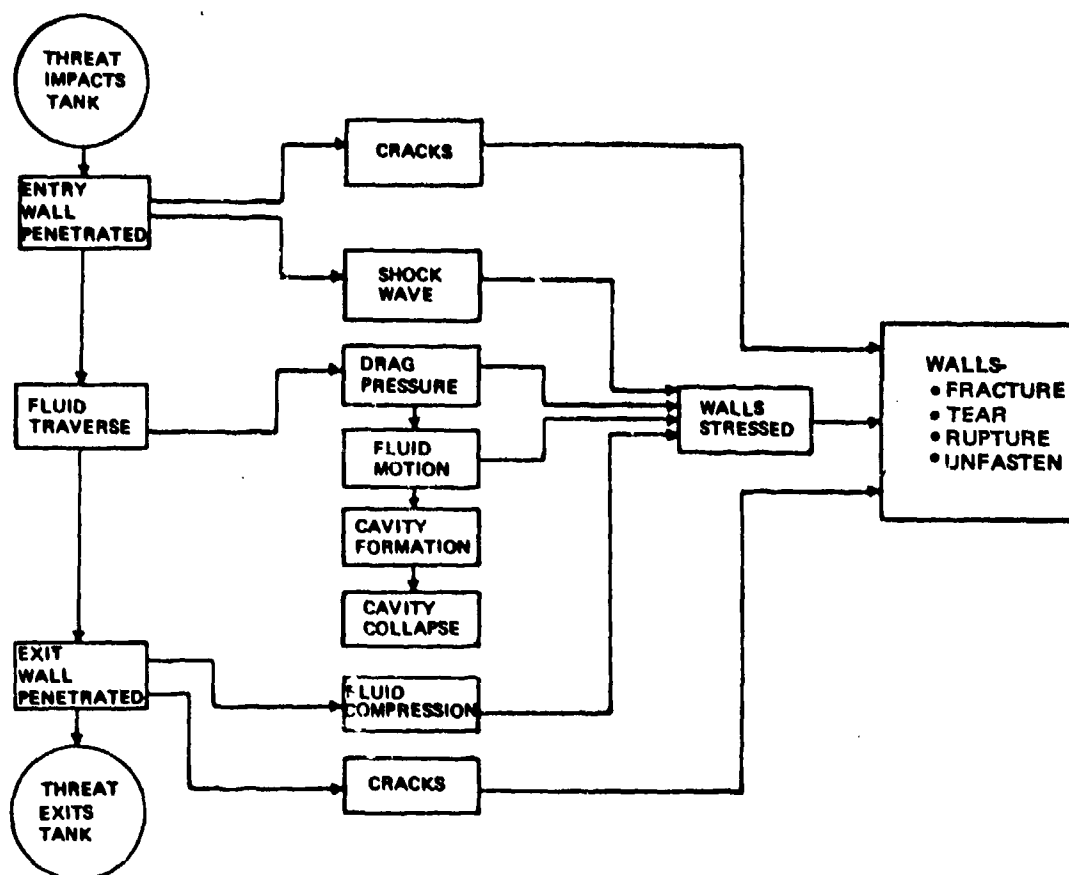 THREAT
IMPACTS
TANK
ENTRY
WALL
PENETRATED
CRACKS
SHOCK
WAVE
FLUID
TRAVERSE
DRAG
PRESSURE
FLUID
MOTION
CAVITY
FORMATION
CAVITY
COLLAPSE
WALLS
STRESSED
WALLS-
• FRACTURE
• TEAR
• RUPTURE
• UNFASTEN
EXIT
WALL
PENETRATED
FLUID
COMPRESSION
CRACKS
THREAT
EXITS
TANK